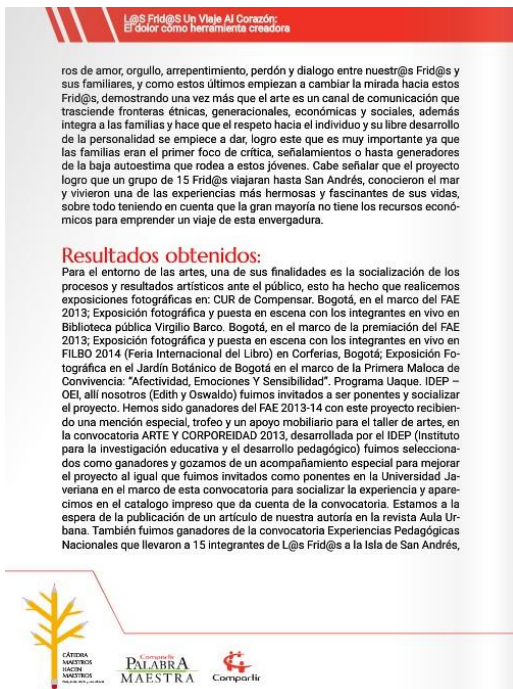 L@S Frid@S Un Viaje Al Corazón:
El dolor cómo herramienta creadora
ros de amor, orgullo, arrepentimiento, perdón y dialogo entre nuestr@s Frid@s y
sus familiares, y como estos últimos empiezan a cambiar la mirada hacia estos
Frid@s, demostrando una vez más que el arte es un canal de comunicación que
trasciende fronteras étnicas, generacionales, económicas y sociales, además
integra a las familias y hace que el respeto hacia el individuo y su libre desarrollo
de la personalidad se empiece a dar, logro este que es muy importante ya que
las familias eran el primer foco de crítica, señalamientos o hasta generadores
de la baja autoestima que rodea a estos jóvenes. Cabe señalar que el proyecto
logro que un grupo de 15 Frid@s viajaran hasta San Andrés, conocieron el mar
y vivieron una de las experiencias más hermosas y fascinantes de sus vidas,
sobre todo teniendo en cuenta que la gran mayoría no tiene los recursos econó-
micos para emprender un viaje de esta envergadura.
Resultados obtenidos:
Para el entorno de las artes, una de sus finalidades es la socialización de los
procesos y resultados artísticos ante el público, esto ha hecho que realicemos
exposiciones fotográficas en: CUR de Compensar. Bogotá, en el marco del FAE
2013; Exposición fotográfica y puesta en escena con los integrantes en vivo en
Biblioteca pública Virgilio Barco. Bogotá, en el marco de la premiación del FAE
2013; Exposición fotográfica y puesta en escena con los integrantes en vivo en
FILBO 2014 (Feria Internacional del Libro) en Corferias, Bogotá; Exposición Fo-
tográfica en el Jardín Botánico de Bogotá en el marco de la Primera Maloca de
Convivencia: “Afectividad, Emociones Y Sensibilidad”. Programa Uaque. IDEP –
OEI, allí nosotros (Edith y Oswaldo) fuimos invitados a ser ponentes y socializar
el proyecto. Hemos sido ganadores del FAE 2013-14 con este proyecto recibien-
do una mención especial, trofeo y un apoyo mobiliario para el taller de artes, en
la convocatoria ARTE Y CORPOREIDAD 2013, desarrollada por el IDEP (Instituto
para la investigación educativa y el desarrollo pedagógico) fuimos selecciona-
dos como ganadores y gozamos de un acompañamiento especial para mejorar
el proyecto al igual que fuimos invitados como ponentes en la Universidad Ja-
veriana en el marco de esta convocatoria para socializar la experiencia y apare-
cimos en el catalogo impreso que da cuenta de la convocatoria. Estamos a la
espera de la publicación de un artículo de nuestra autoría en la revista Aula Ur-
bana. También fuimos ganadores de la convocatoria Experiencias Pedagógicas
Nacionales que llevaron a 15 integrantes de L@s Frid@s a la Isla de San Andrés,
CÁTEDRA
MAESTROS
HACEN
MAESTROS
Compartir
PALABRA
MAESTRA
Compartir